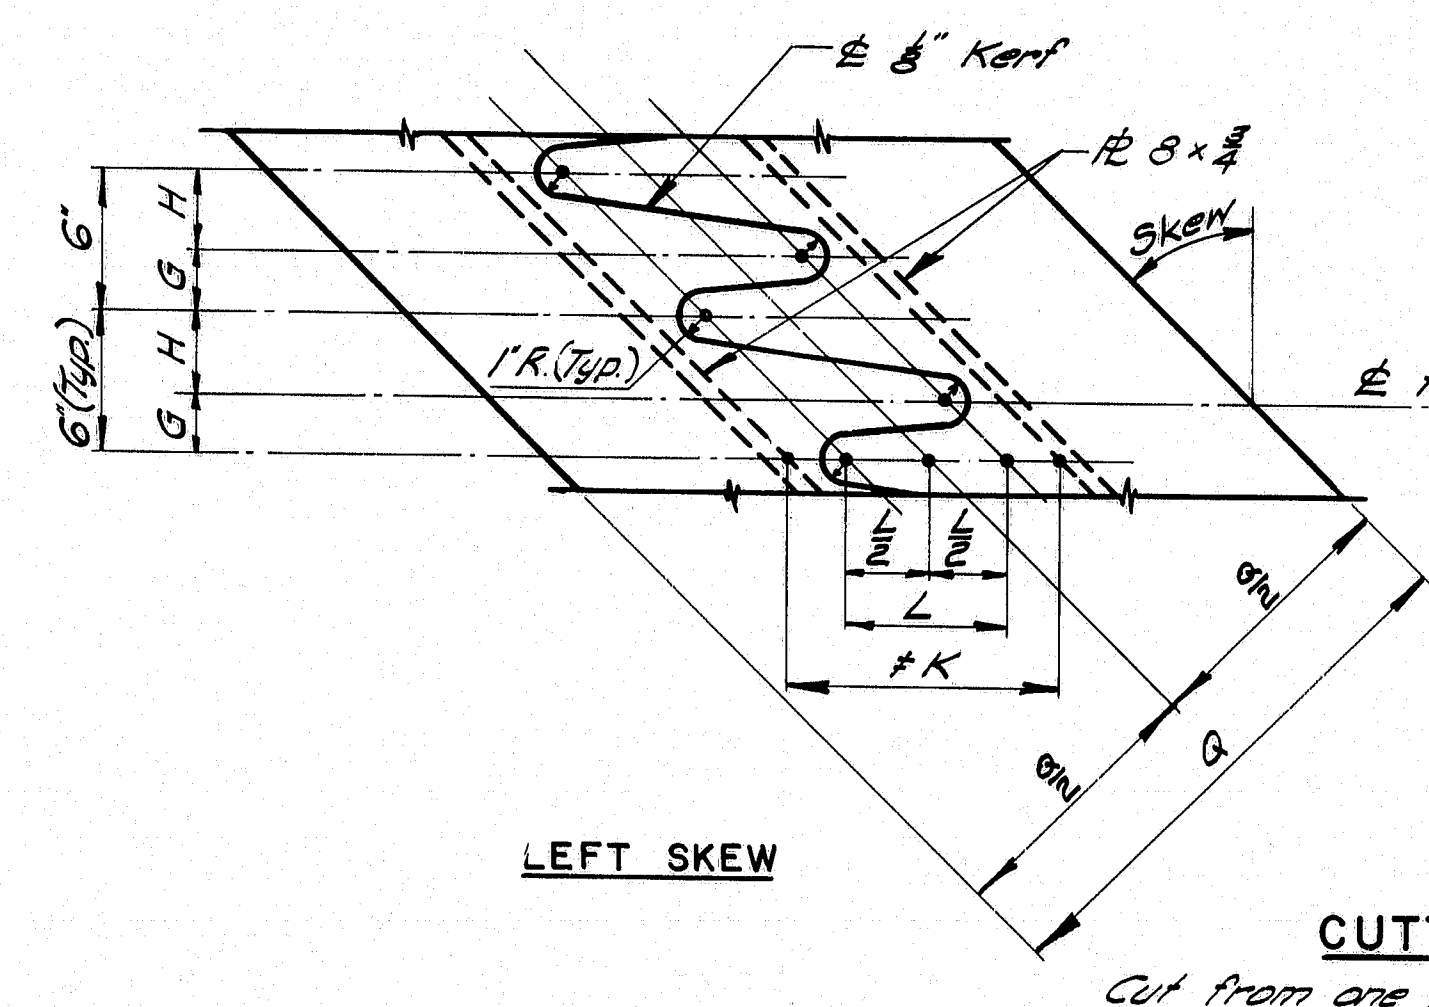 ℄ 1/8" Kerf
℄ 8 x 3/4
Skew
6"
H
G
6" (Typ.)
H
G
1" R. (Typ.)
℄
L/2
L/2
L
‡ K
Q/2
Q/2
Q
LEFT SKEW
CUT
Cut from one